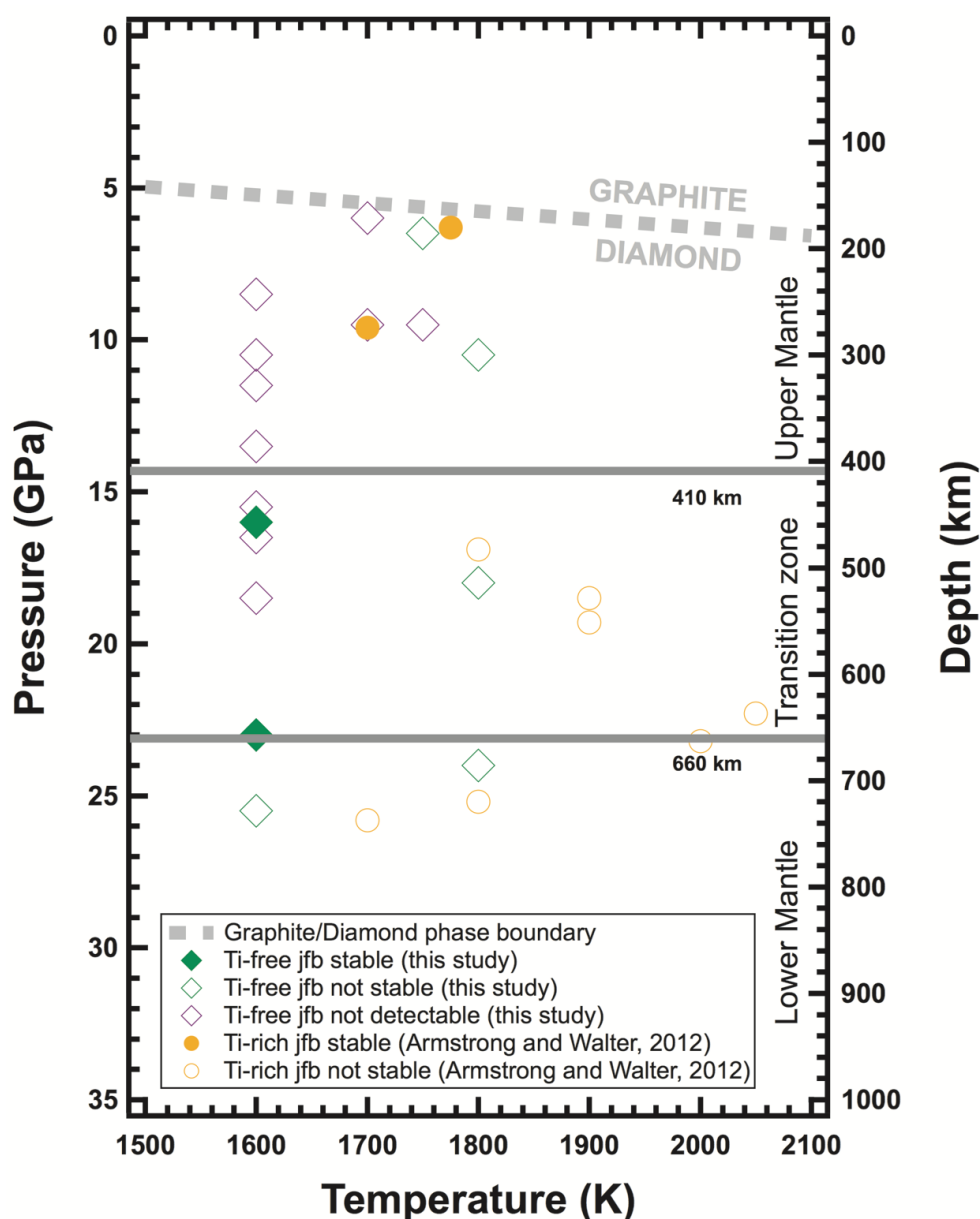 0
5
10
15
20
25
30
35
Pressure (GPa)
0
100
200
300
400
500
600
700
800
900
1000
Depth (km)
1500
1600
1700
1800
1900
2000
2100
Temperature (K)
GRAPHITE
DIAMOND
Upper Mantle
410 km
Transition zone
660 km
Lower Mantle
Graphite/Diamond phase boundary
Ti-free jfb stable (this study)
Ti-free jfb not stable (this study)
Ti-free jfb not detectable (this study)
Ti-rich jfb stable (Armstrong and Walter, 2012)
Ti-rich jfb not stable (Armstrong and Walter, 2012)